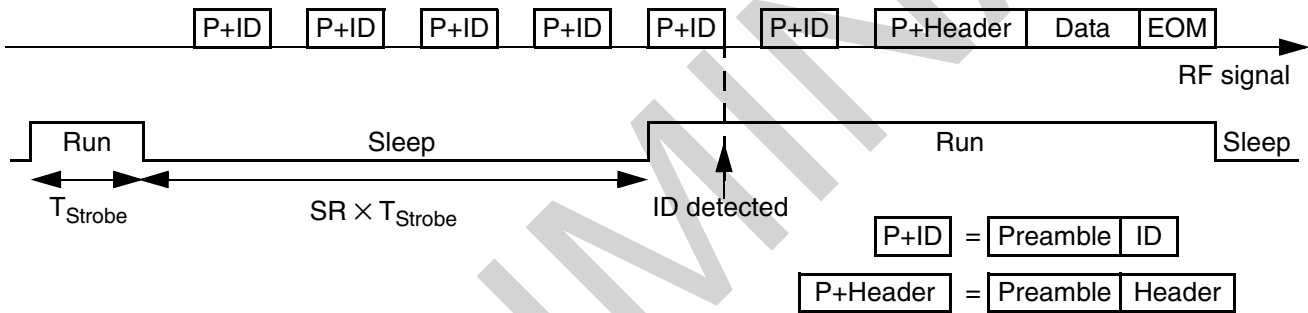 P+ID P+ID P+ID P+ID P+ID P+ID P+Header Data EOM
RF signal
Run Sleep Run Sleep
T_Strobe SR × T_Strobe ID detected
P+ID = Preamble ID
P+Header = Preamble Header